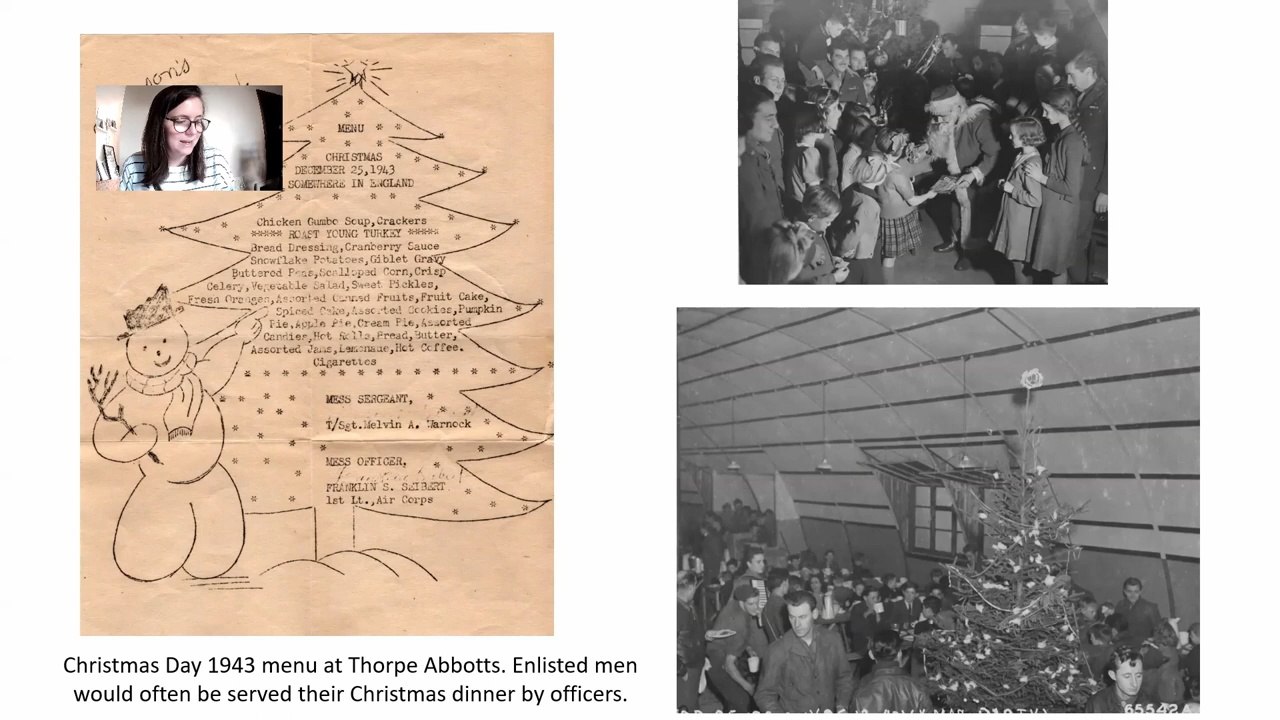 MENU
CHRISTMAS
DECEMBER 25,1943
SOMEWHERE IN ENGLAND
Chicken Gumbo Soup,Crackers
***** ROAST YOUNG TURKEY *****
Bread Dressing,Cranberry Sauce
Snowflake Potatoes,Giblet Gravy
Buttered Peas,Scalloped Corn,Crisp
Celery,Vegetable Salad,Sweet Pickles,
Fresh Oranges,Assorted Canned Fruits,Fruit Cake,
Spiced Cake,Assorted Cookies,Pumpkin
Pie,Apple Pie,Cream Pie,Assorted
Candies,Hot Rolls,Bread,Butter,
Assorted Jams,Lemonade,Hot Coffee.
Cigarettes
MESS SERGEANT,
T/Sgt.Melvin A. Warnock
MESS OFFICER,
FRANKLIN S. SEIBERT
1st Lt.,Air Corps
Christmas Day 1943 menu at Thorpe Abbotts. Enlisted men
would often be served their Christmas dinner by officers.
65542A